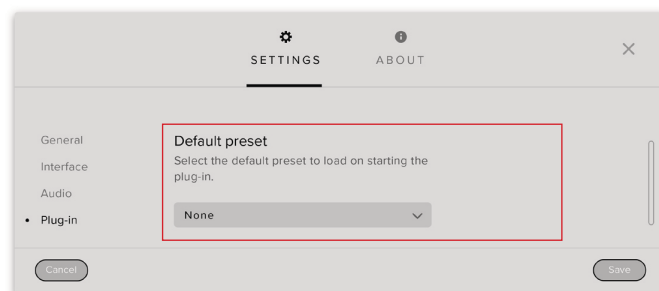 SETTINGS
ABOUT
General
Interface
Audio
Plug-in
Default preset
Select the default preset to load on starting the
plug-in.
None
Cancel
Save